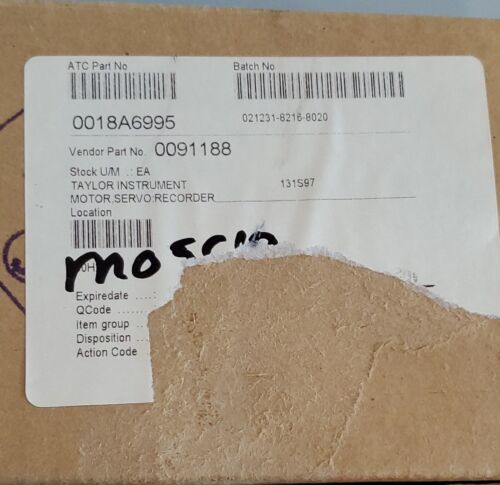 ATC Part No Batch No
0018A6995 021231-8216-8020
Vendor Part No. 0091188
Stock U/M .: EA
TAYLOR INSTRUMENT 131S97
MOTOR.SERVO:RECORDER
Location
Expiredate ....:
QCode ......
Item group ....
Disposition ...
Action Code